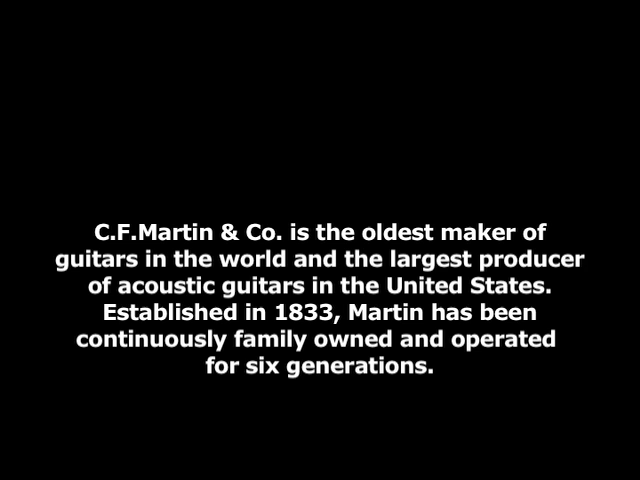 C.F.Martin & Co. is the oldest maker of
guitars in the world and the largest producer
of acoustic guitars in the United States.
Established in 1833, Martin has been
continuously family owned and operated
for six generations.